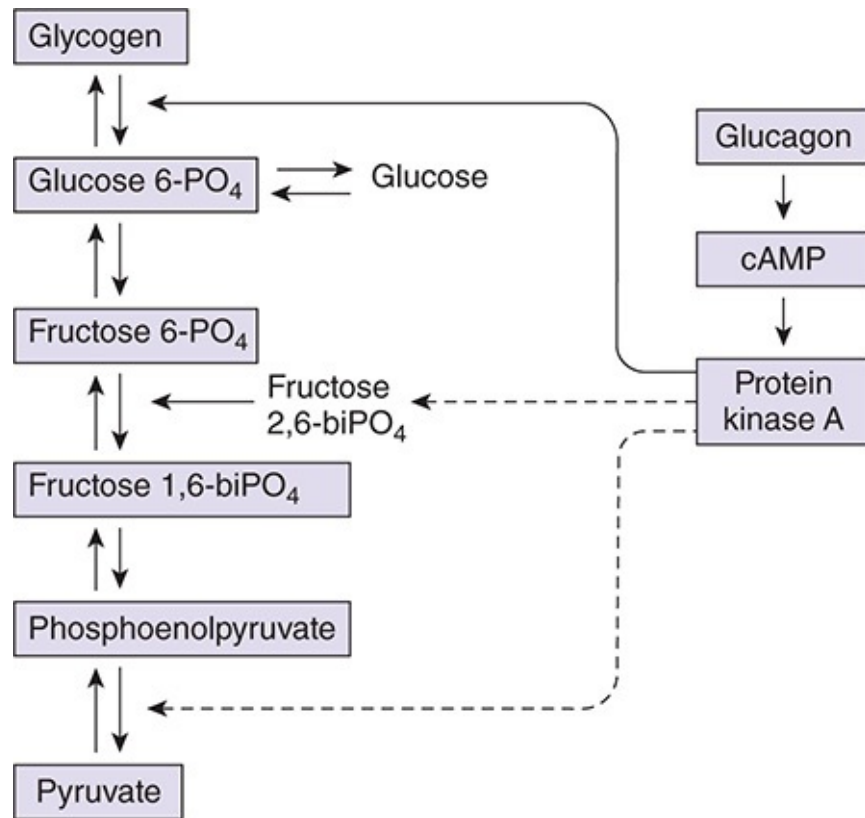 Glycogen
Glucagon
Glucose 6-PO₄
Glucose
cAMP
Fructose 6-PO₄
Fructose
2,6-biPO₄
Protein
kinase A
Fructose 1,6-biPO₄
Phosphoenolpyruvate
Pyruvate